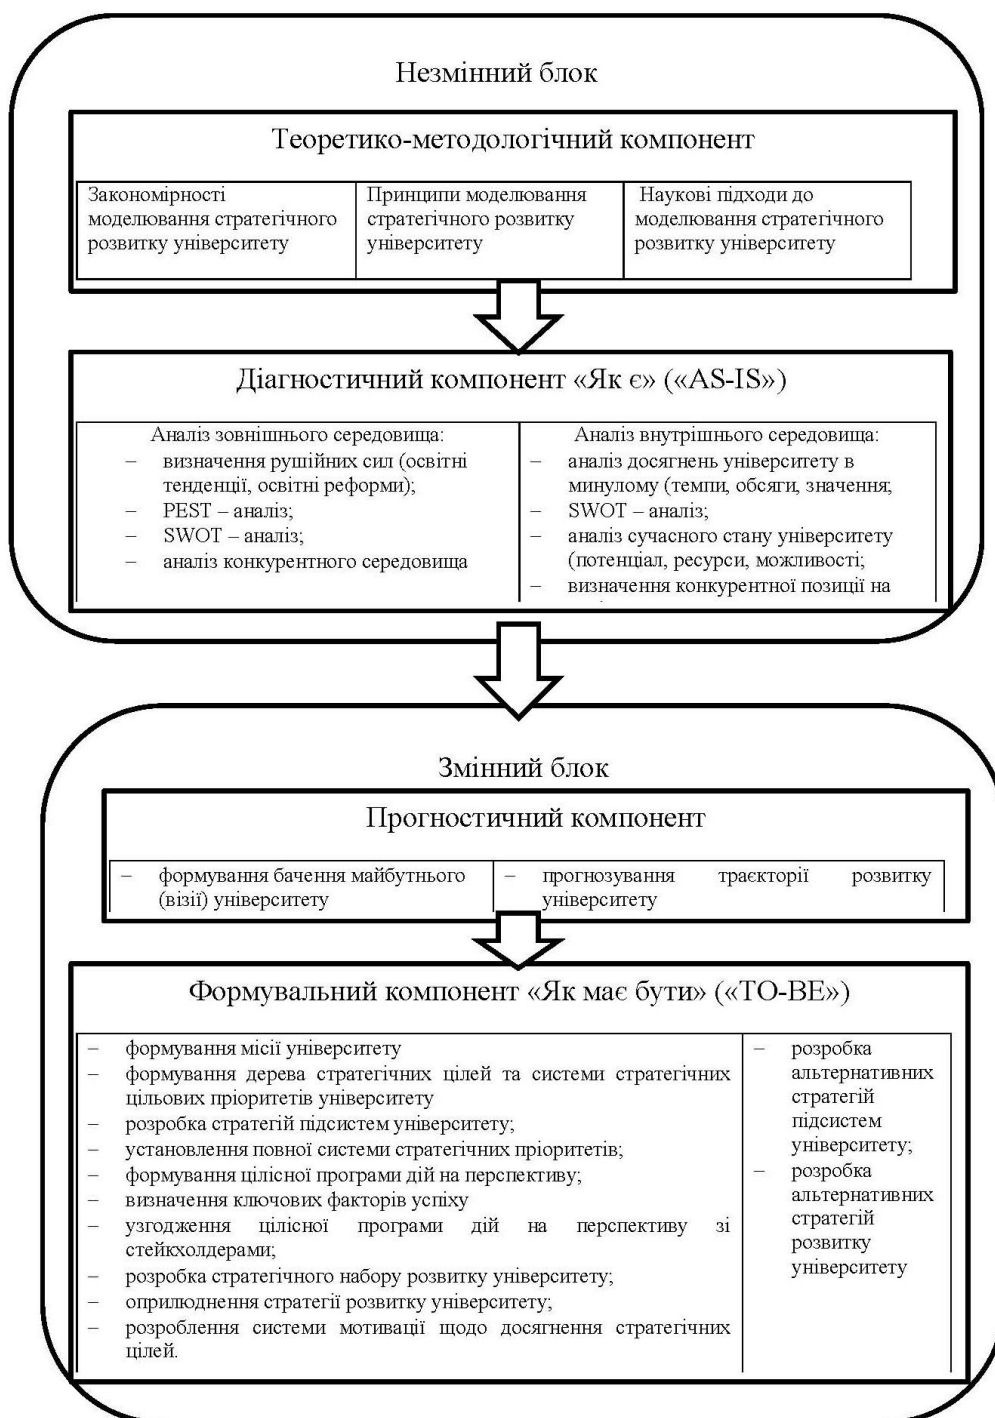 Незмінний блок
Теоретико-методологічний компонент
Закономірності
моделювання стратегічного
розвитку університету
Принципи моделювання
стратегічного розвитку
університету
Наукові підходи до
моделювання стратегічного
розвитку університету
Діагностичний компонент «Як є» («AS-IS»)
Аналіз зовнішнього середовища:
– визначення рушійних сил (освітні
тенденції, освітні реформи);
– PEST – аналіз;
– SWOT – аналіз;
– аналіз конкурентного середовища
Аналіз внутрішнього середовища:
– аналіз досягнень університету в
минулому (темпи, обсяги, значення;
– SWOT – аналіз;
– аналіз сучасного стану університету
(потенціал, ресурси, можливості;
– визначення конкурентної позиції на
Змінний блок
Прогностичний компонент
– формування бачення майбутнього
(візії) університету
– прогнозування траєкторії розвитку
університету
Формувальний компонент «Як має бути» («TO-BE»)
– формування місії університету
– формування дерева стратегічних цілей та системи стратегічних
цільових пріоритетів університету
– розробка стратегій підсистем університету;
– установлення повної системи стратегічних пріоритетів;
– формування цілісної програми дій на перспективу;
– визначення ключових факторів успіху
– узгодження цілісної програми дій на перспективу зі
стейкхолдерами;
– розробка стратегічного набору розвитку університету;
– оприлюднення стратегії розвитку університету;
– розроблення системи мотивації щодо досягнення стратегічних
цілей.
– розробка
альтернативних
стратегій
підсистем
університету;
– розробка
альтернативних
стратегій
розвитку
університету